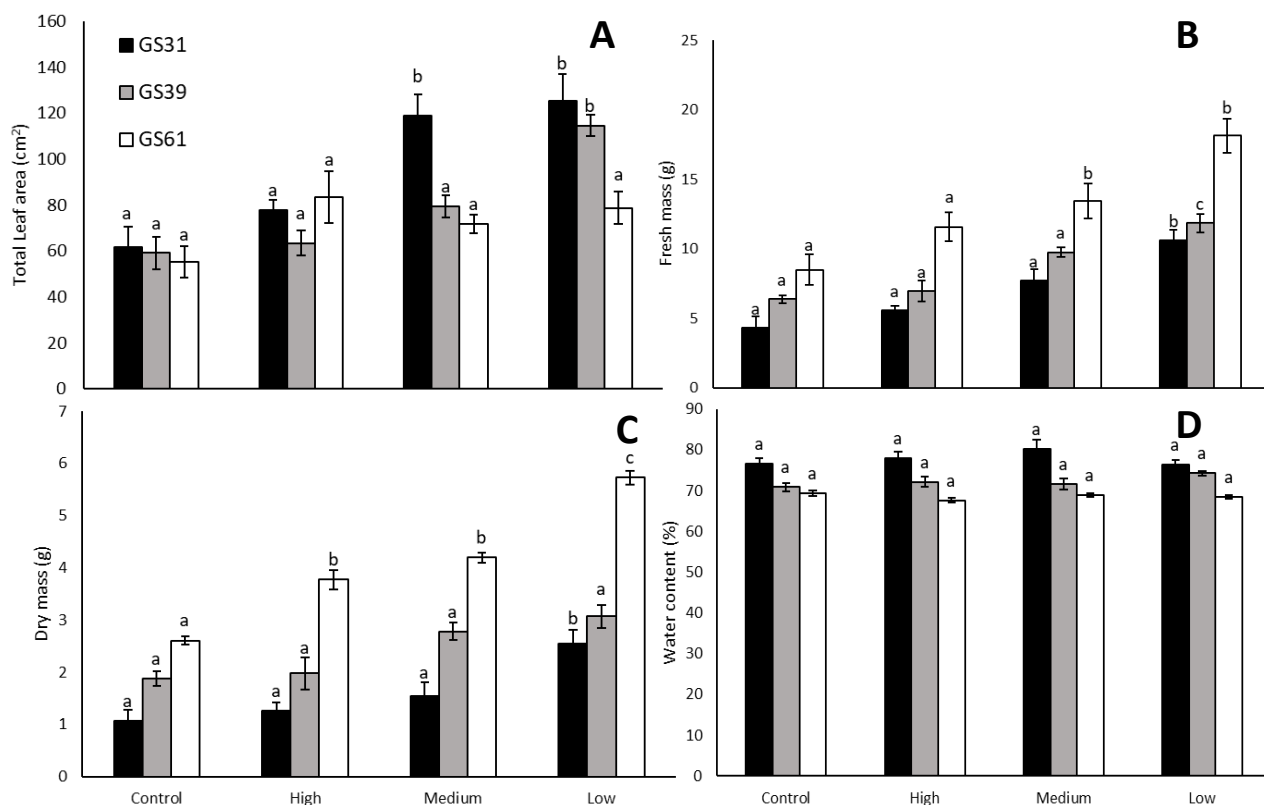 A
Total Leaf area (cm²)
160
140
120
100
80
60
40
20
0
GS31
GS39
GS61
a a a
a a a
b a a
b b a
B
Fresh mass (g)
25
20
15
10
5
0
a a a
a a a
a a b
b c b
C
Dry mass (g)
7
6
5
4
3
2
1
0
a a a
a a b
a a b
b a c
Control High Medium Low
D
Water content (%)
90
80
70
60
50
40
30
20
10
0
a a a
a a a
a a a
a a a
Control High Medium Low